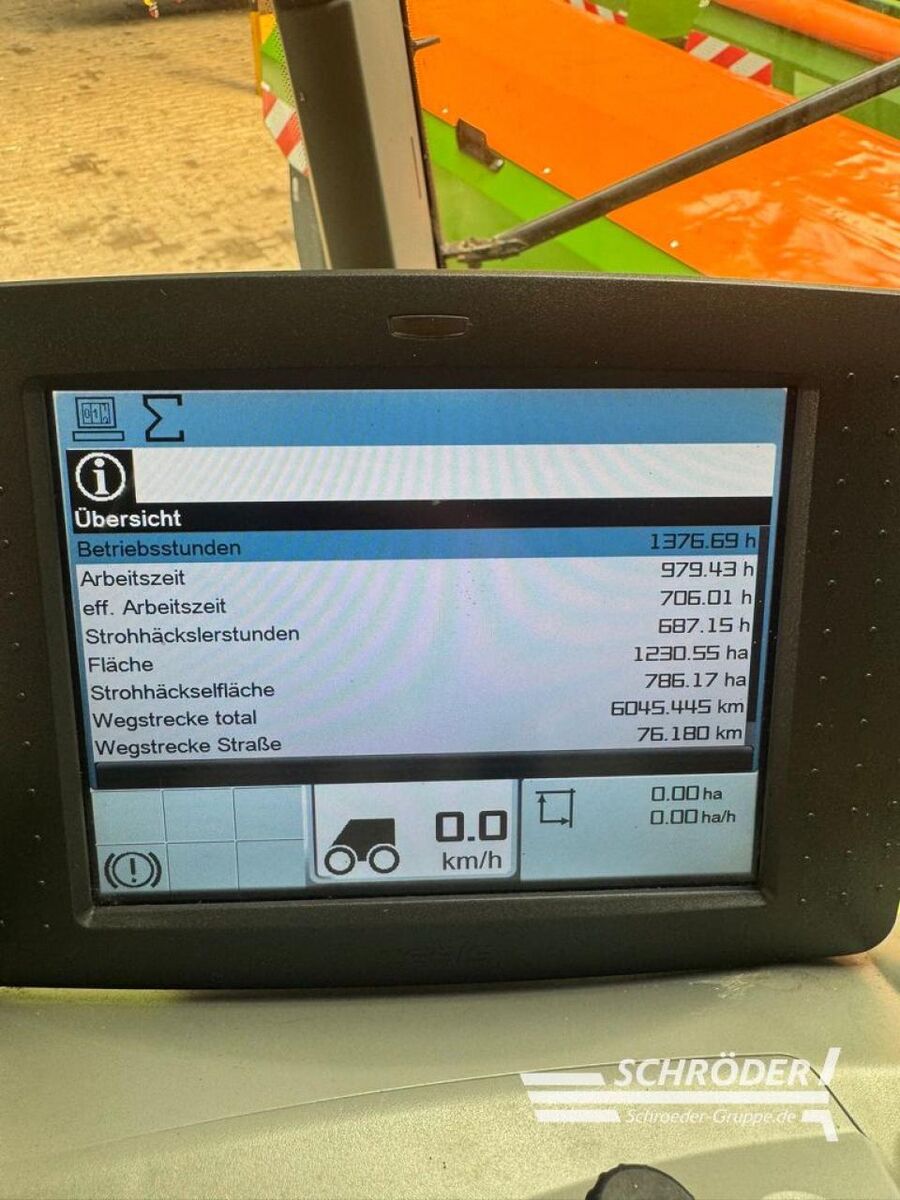 Übersicht
Betriebsstunden 1376.69 h
Arbeitszeit 979.43 h
eff. Arbeitszeit 706.01 h
Strohhäckslerstunden 687.15 h
Fläche 1230.55 ha
Strohhäckselfläche 786.17 ha
Wegstrecke total 6045.445 km
Wegstrecke Straße 76.180 km
0.0
km/h
0.00 ha
0.00 ha/h
SCHRÖDER
Schroeder-Gruppe.de